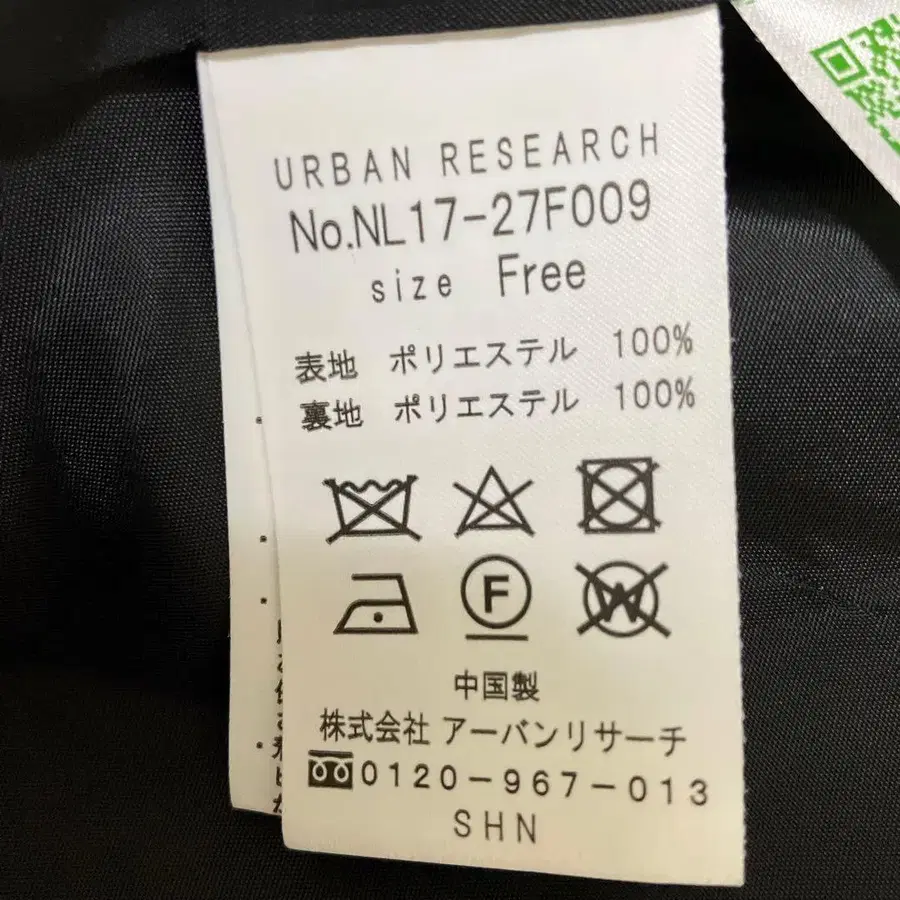 URBAN RESEARCH
No.NL17-27F009
size Free
表地 ポリエステル 100%
裏地 ポリエステル 100%
F
W
中国製
株式会社 アーバンリサーチ
0120-967-013
SHN